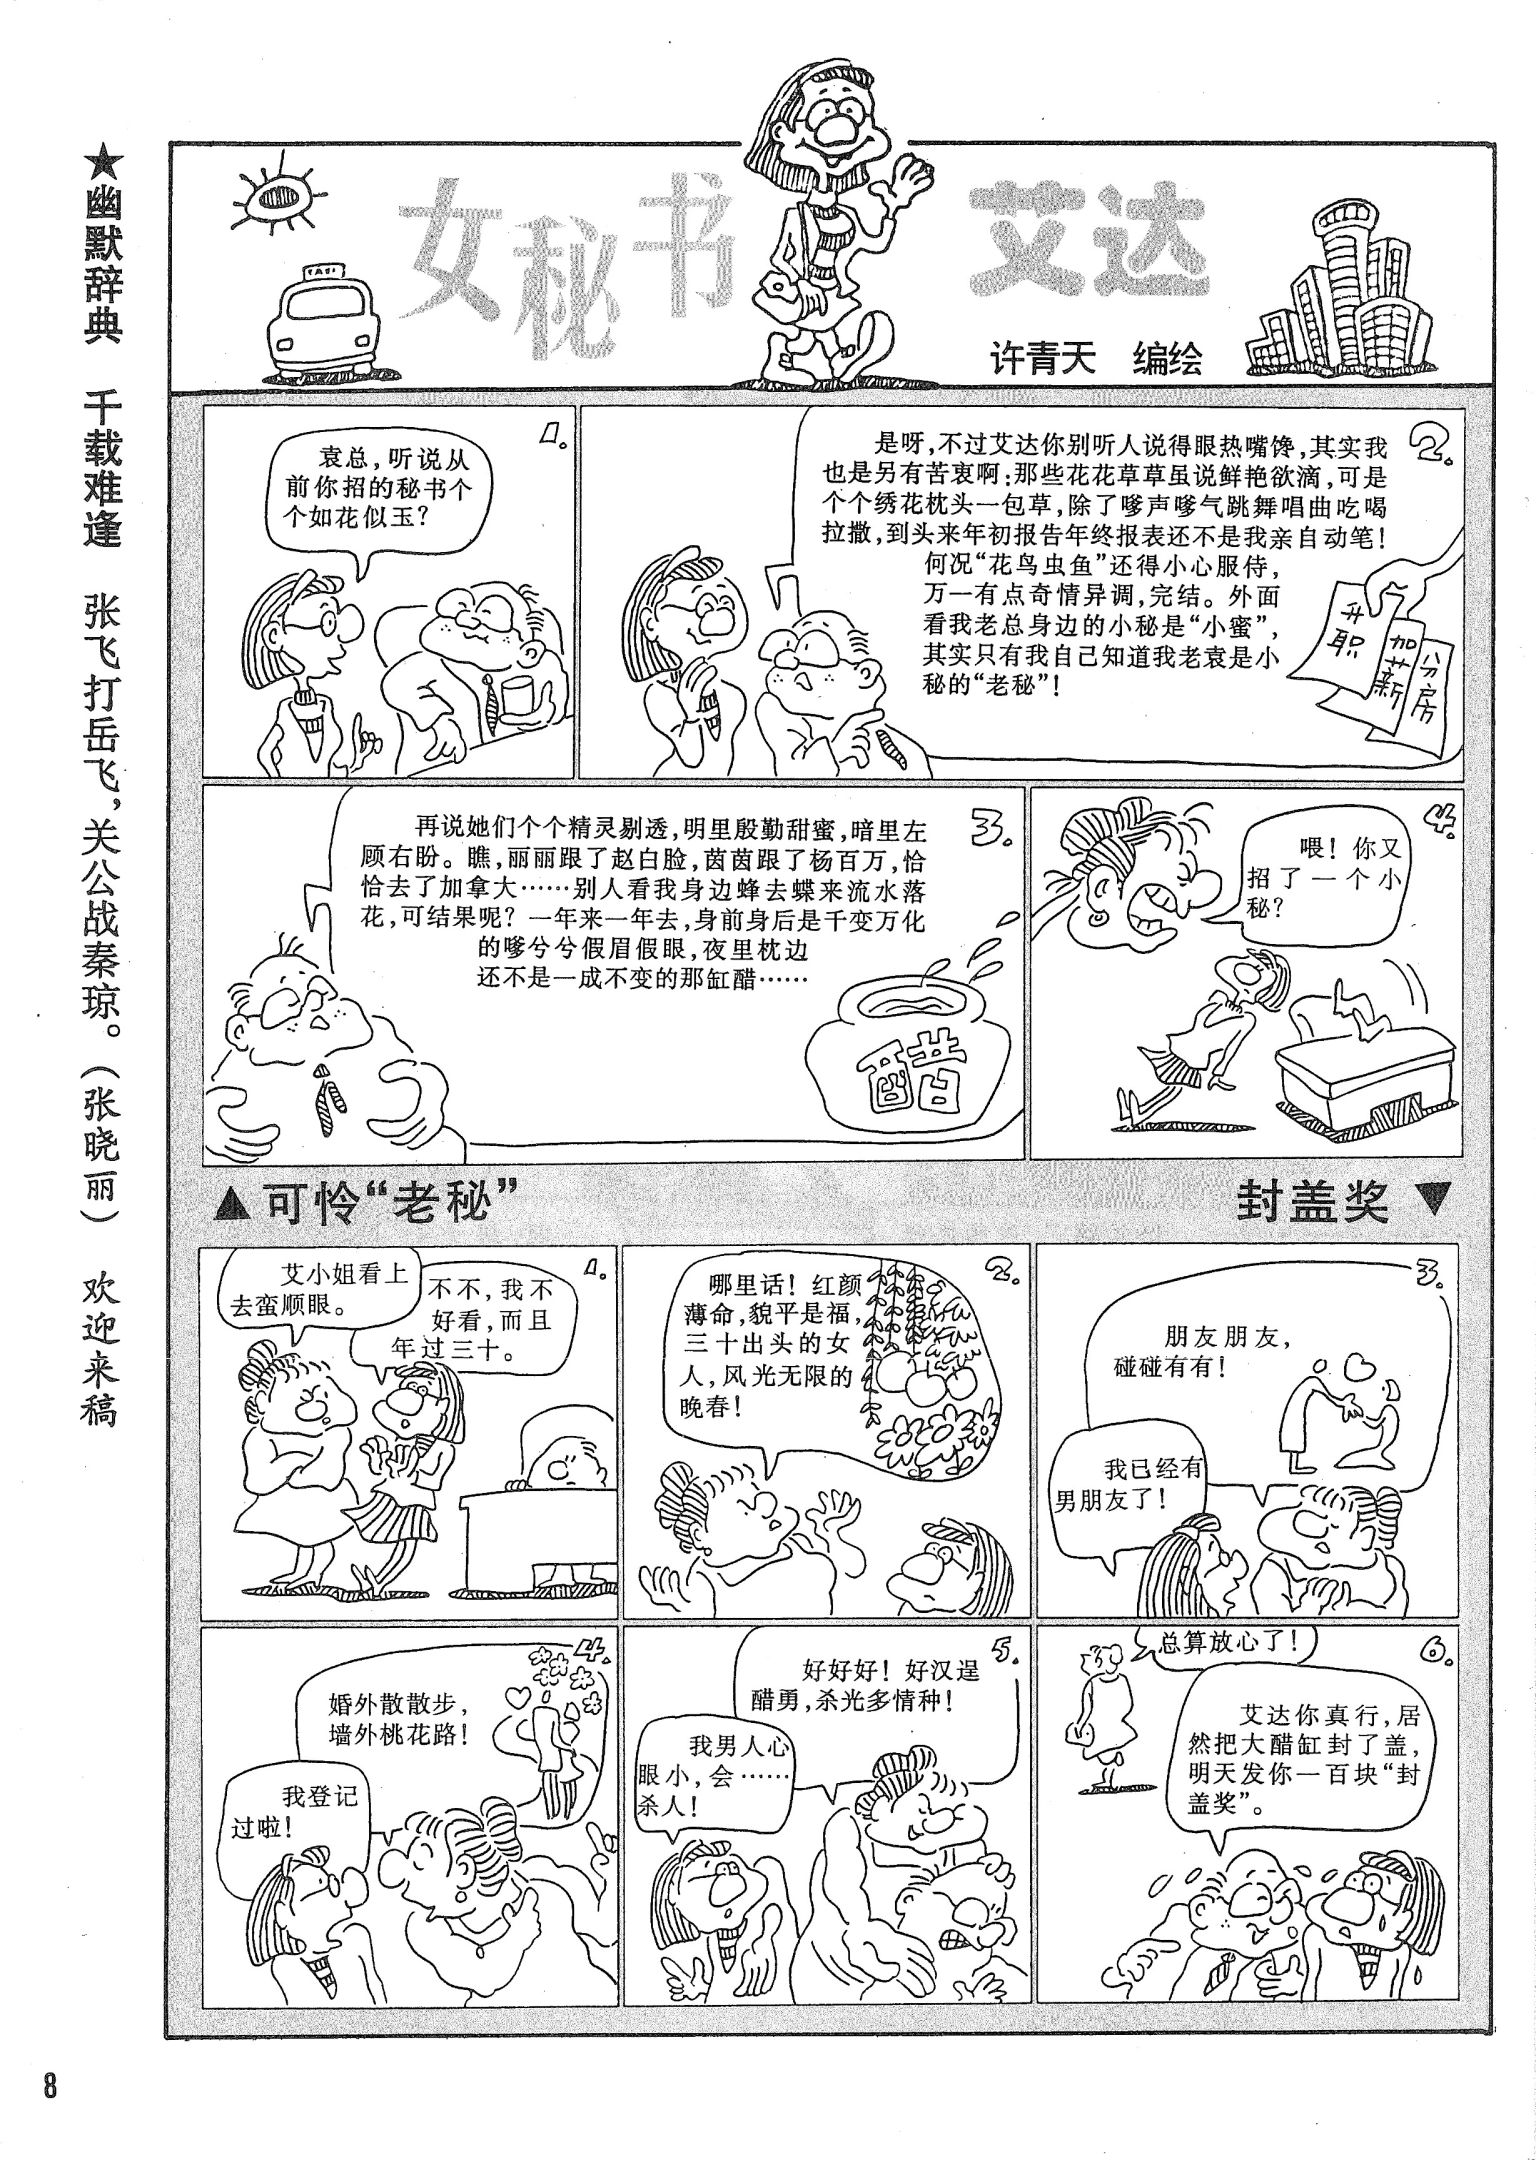 ★幽默辞典 千载难逢 张飞打岳飞，关公战秦琼。（张晓丽） 欢迎来稿
女秘书 艾达
TAXI
许青天 编绘
1.
袁总，听说从
前你招的秘书个
个如花似玉？
2.
是呀，不过艾达你别听人说得眼热嘴馋，其实我
也是另有苦衷啊：那些花花草草虽说鲜艳欲滴，可是
个个绣花枕头一包草，除了嗲声嗲气跳舞唱曲吃喝
拉撒，到头来年初报告年终报表还不是我亲自动笔！
何况“花鸟虫鱼”还得小心服侍，
万一有点奇情异调，完结。外面
看我老总身边的小秘是“小蜜”，
其实只有我自己知道我老袁是小
秘的“老秘”！
升职
加薪
分房
3.
再说她们个个精灵剔透，明里殷勤甜蜜，暗里左
顾右盼。瞧，丽丽跟了赵白脸，茵茵跟了杨百万，恰
恰去了加拿大……别人看我身边蜂去蝶来流水落
花，可结果呢？一年来一年去，身前身后是千变万化
的嗲兮兮假眉假眼，夜里枕边
还不是一成不变的那缸醋……
醋
4.
喂！你又
招了一个小
秘？
▲可怜“老秘”
封盖奖▼
1.
艾小姐看上
去蛮顺眼。
不不，我不
好看，而且
年过三十。
2.
哪里话！红颜
薄命，貌平是福，
三十出头的女
人，风光无限的
晚春！
3.
朋友朋友，
碰碰有有！
我已经有
男朋友了！
4.
婚外散散步，
墙外桃花路！
我登记
过啦！
5.
好好好！好汉逞
醋勇，杀光多情种！
我男人心
眼小，会……
杀人！
6.
总算放心了！
艾达你真行，居
然把大醋缸封了盖，
明天发你一百块“封
盖奖”。
8